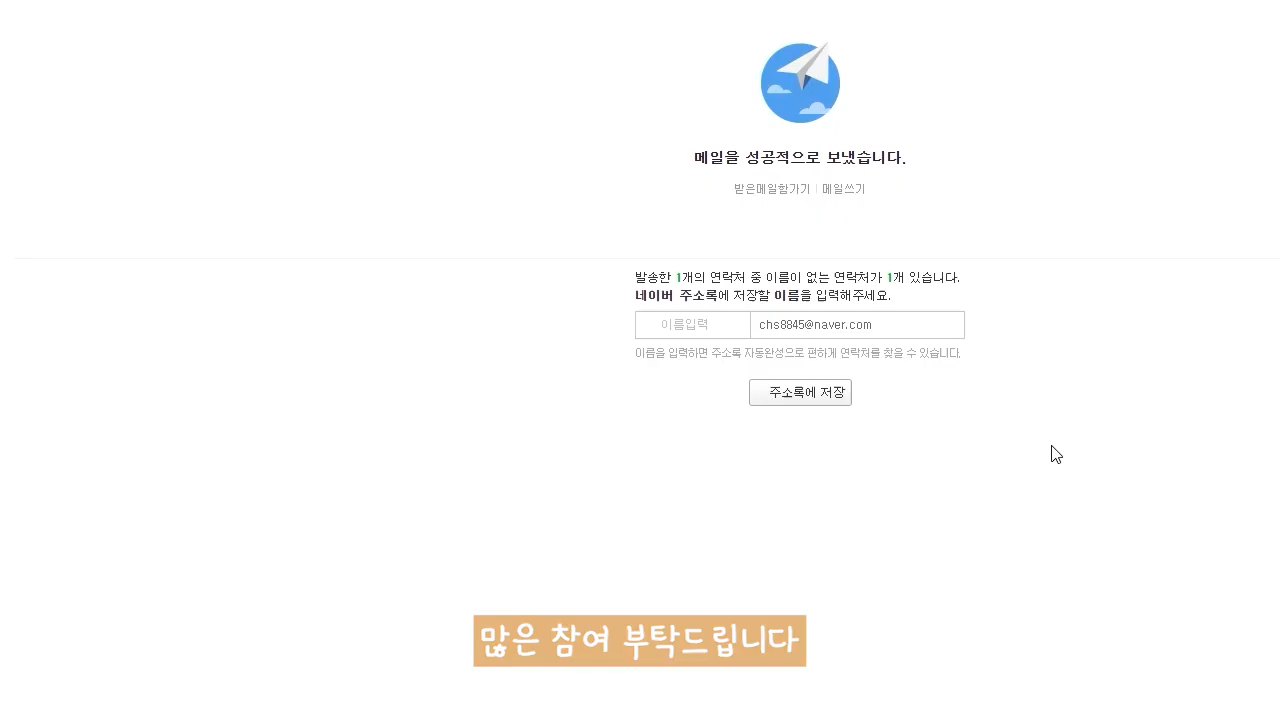 메일을 성공적으로 보냈습니다.
받은메일함가기 | 메일쓰기
발송한 1개의 연락처 중 이름이 없는 연락처가 1개 있습니다.
네이버 주소록에 저장할 이름을 입력해주세요.
이름입력 chs8845@naver.com
이름을 입력하면 주소록 자동완성으로 편하게 연락처를 찾을 수 있습니다.
주소록에 저장
많은 참여 부탁드립니다